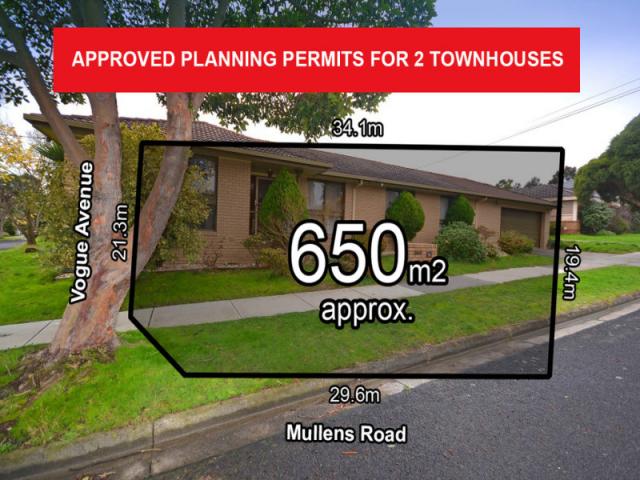 APPROVED PLANNING PERMITS FOR 2 TOWNHOUSES
34.1m
Vogue Avenue
21.3m
650m2
approx.
19.4m
29.6m
Mullens Road